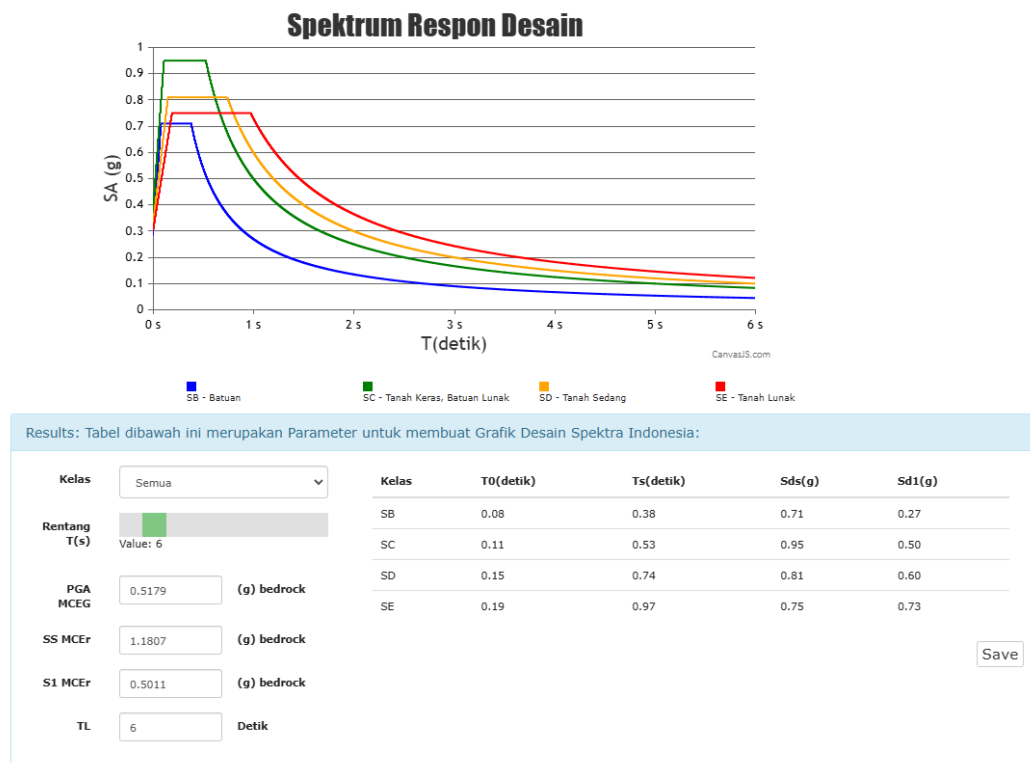 Spektrum Respon Desain
SA (g)
1
0.9
0.8
0.7
0.6
0.5
0.4
0.3
0.2
0.1
0
0 s 1 s 2 s 3 s 4 s 5 s 6 s
T(detik)
CanvasJS.com
SB - Batuan SC - Tanah Keras, Batuan Lunak SD - Tanah Sedang SE - Tanah Lunak
Results: Tabel dibawah ini merupakan Parameter untuk membuat Grafik Desain Spektra Indonesia:
Kelas Semua
Rentang T(s)
Value: 6
PGA MCEG 0.5179 (g) bedrock
SS MCEr 1.1807 (g) bedrock
S1 MCEr 0.5011 (g) bedrock
TL 6 Detik
Kelas T0(detik) Ts(detik) Sds(g) Sd1(g)
SB 0.08 0.38 0.71 0.27
SC 0.11 0.53 0.95 0.50
SD 0.15 0.74 0.81 0.60
SE 0.19 0.97 0.75 0.73
Save